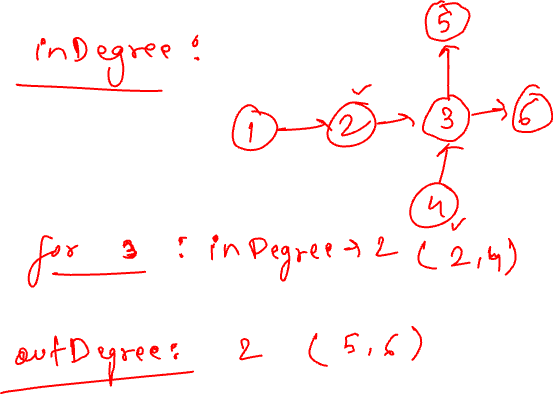 inDegree :
5
1 2 3 6
4
for 3 : inDegree → 2 (2,4)
outDegree: 2 (5,6)